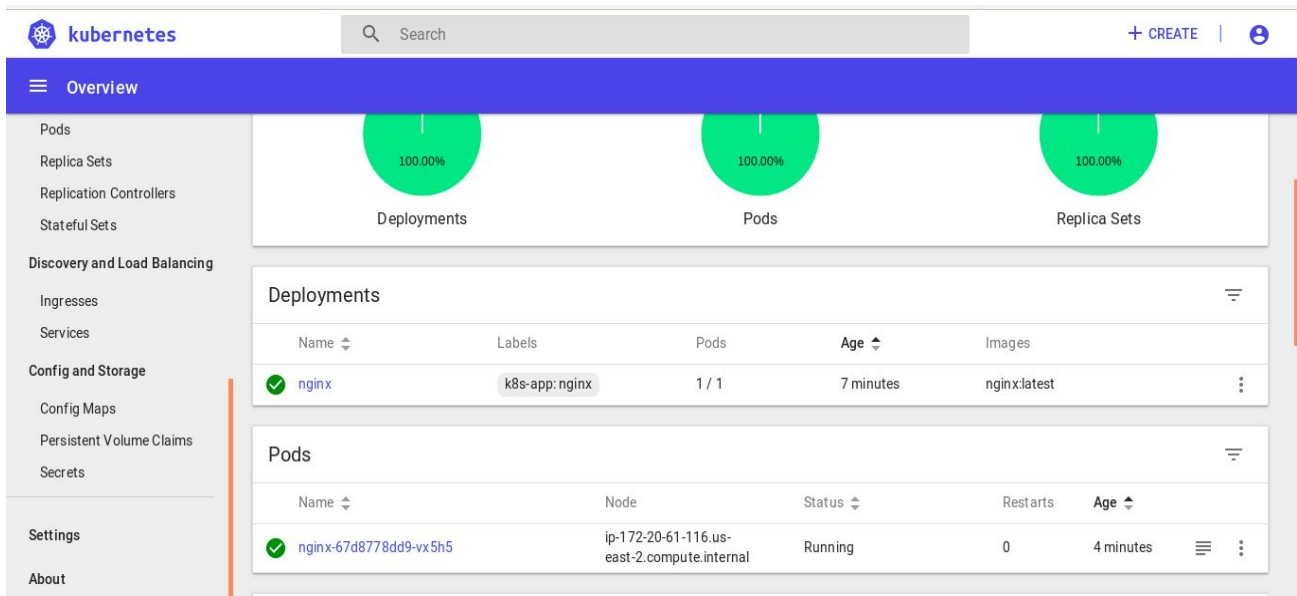 kubernetes
Search
+ CREATE
Overview
Pods
Replica Sets
Replication Controllers
Stateful Sets
Discovery and Load Balancing
Ingresses
Services
Config and Storage
Config Maps
Persistent Volume Claims
Secrets
Settings
About
100.00% 100.00% 100.00%
Deployments Pods Replica Sets
Deployments
Name Labels Pods Age Images
nginx k8s-app: nginx 1 / 1 7 minutes nginx:latest
Pods
Name Node Status Restarts Age
nginx-67d8778dd9-vx5h5 ip-172-20-61-116.us-
east-2.compute.internal Running 0 4 minutes